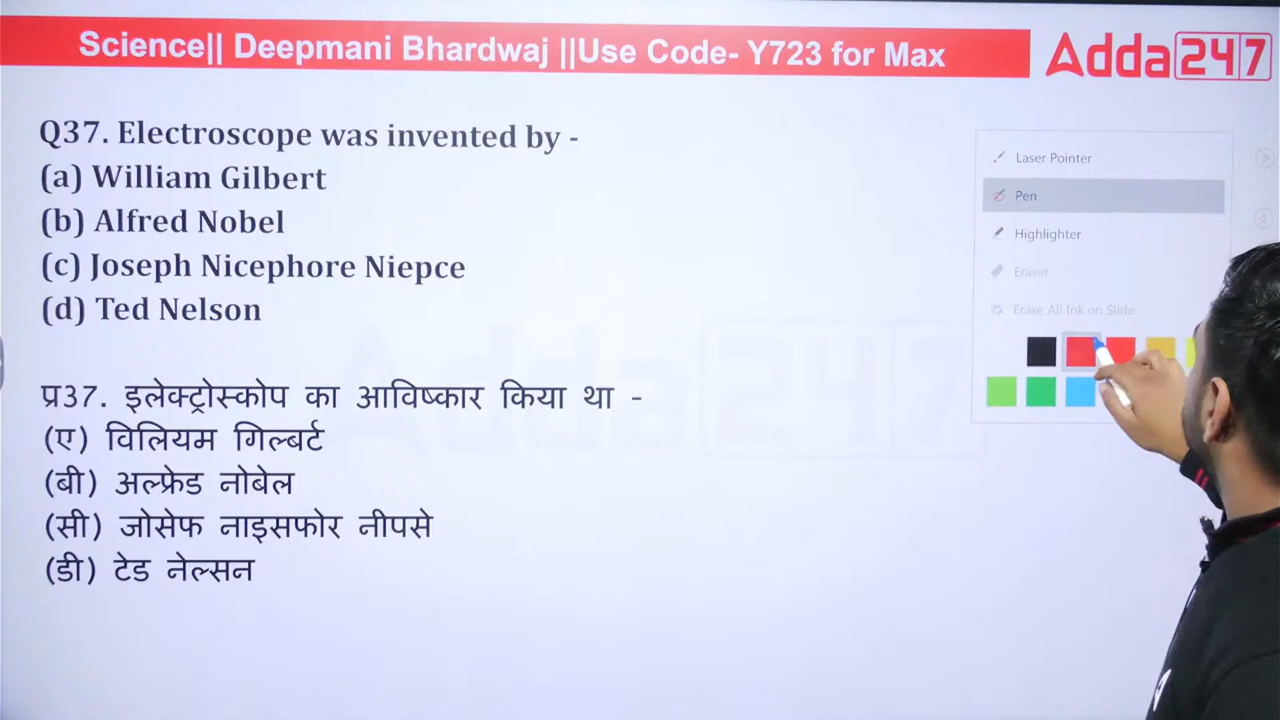 Science|| Deepmani Bhardwaj ||Use Code- Y723 for Max
Adda247
Q37. Electroscope was invented by -
(a) William Gilbert
(b) Alfred Nobel
(c) Joseph Nicephore Niepce
(d) Ted Nelson
प्र37. इलेक्ट्रोस्कोप का आविष्कार किया था -
(ए) विलियम गिल्बर्ट
(बी) अल्फ्रेड नोबेल
(सी) जोसेफ नाइसफोर नीपसे
(डी) टेड नेल्सन
Laser Pointer
Pen
Highlighter
Eraser
Erase All Ink on Slide
Adda247